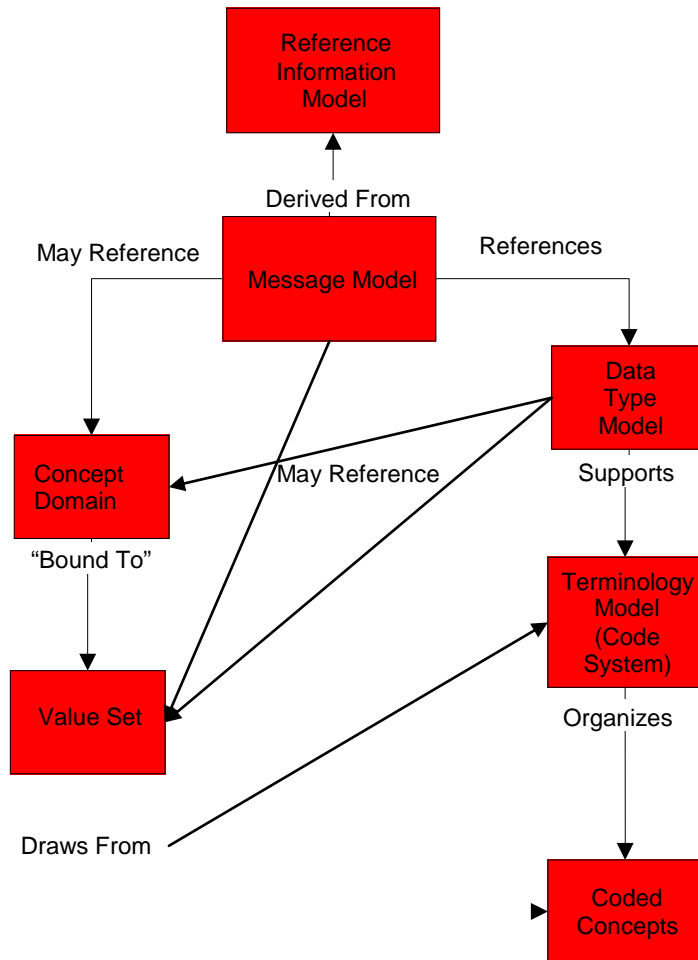 Reference
Information
Model
Derived From
May Reference
References
Message Model
Data
Type
Model
Concept
Domain
May Reference
Supports
“Bound To”
Terminology
Model
(Code
System)
Value Set
Organizes
Draws From
Coded
Concepts